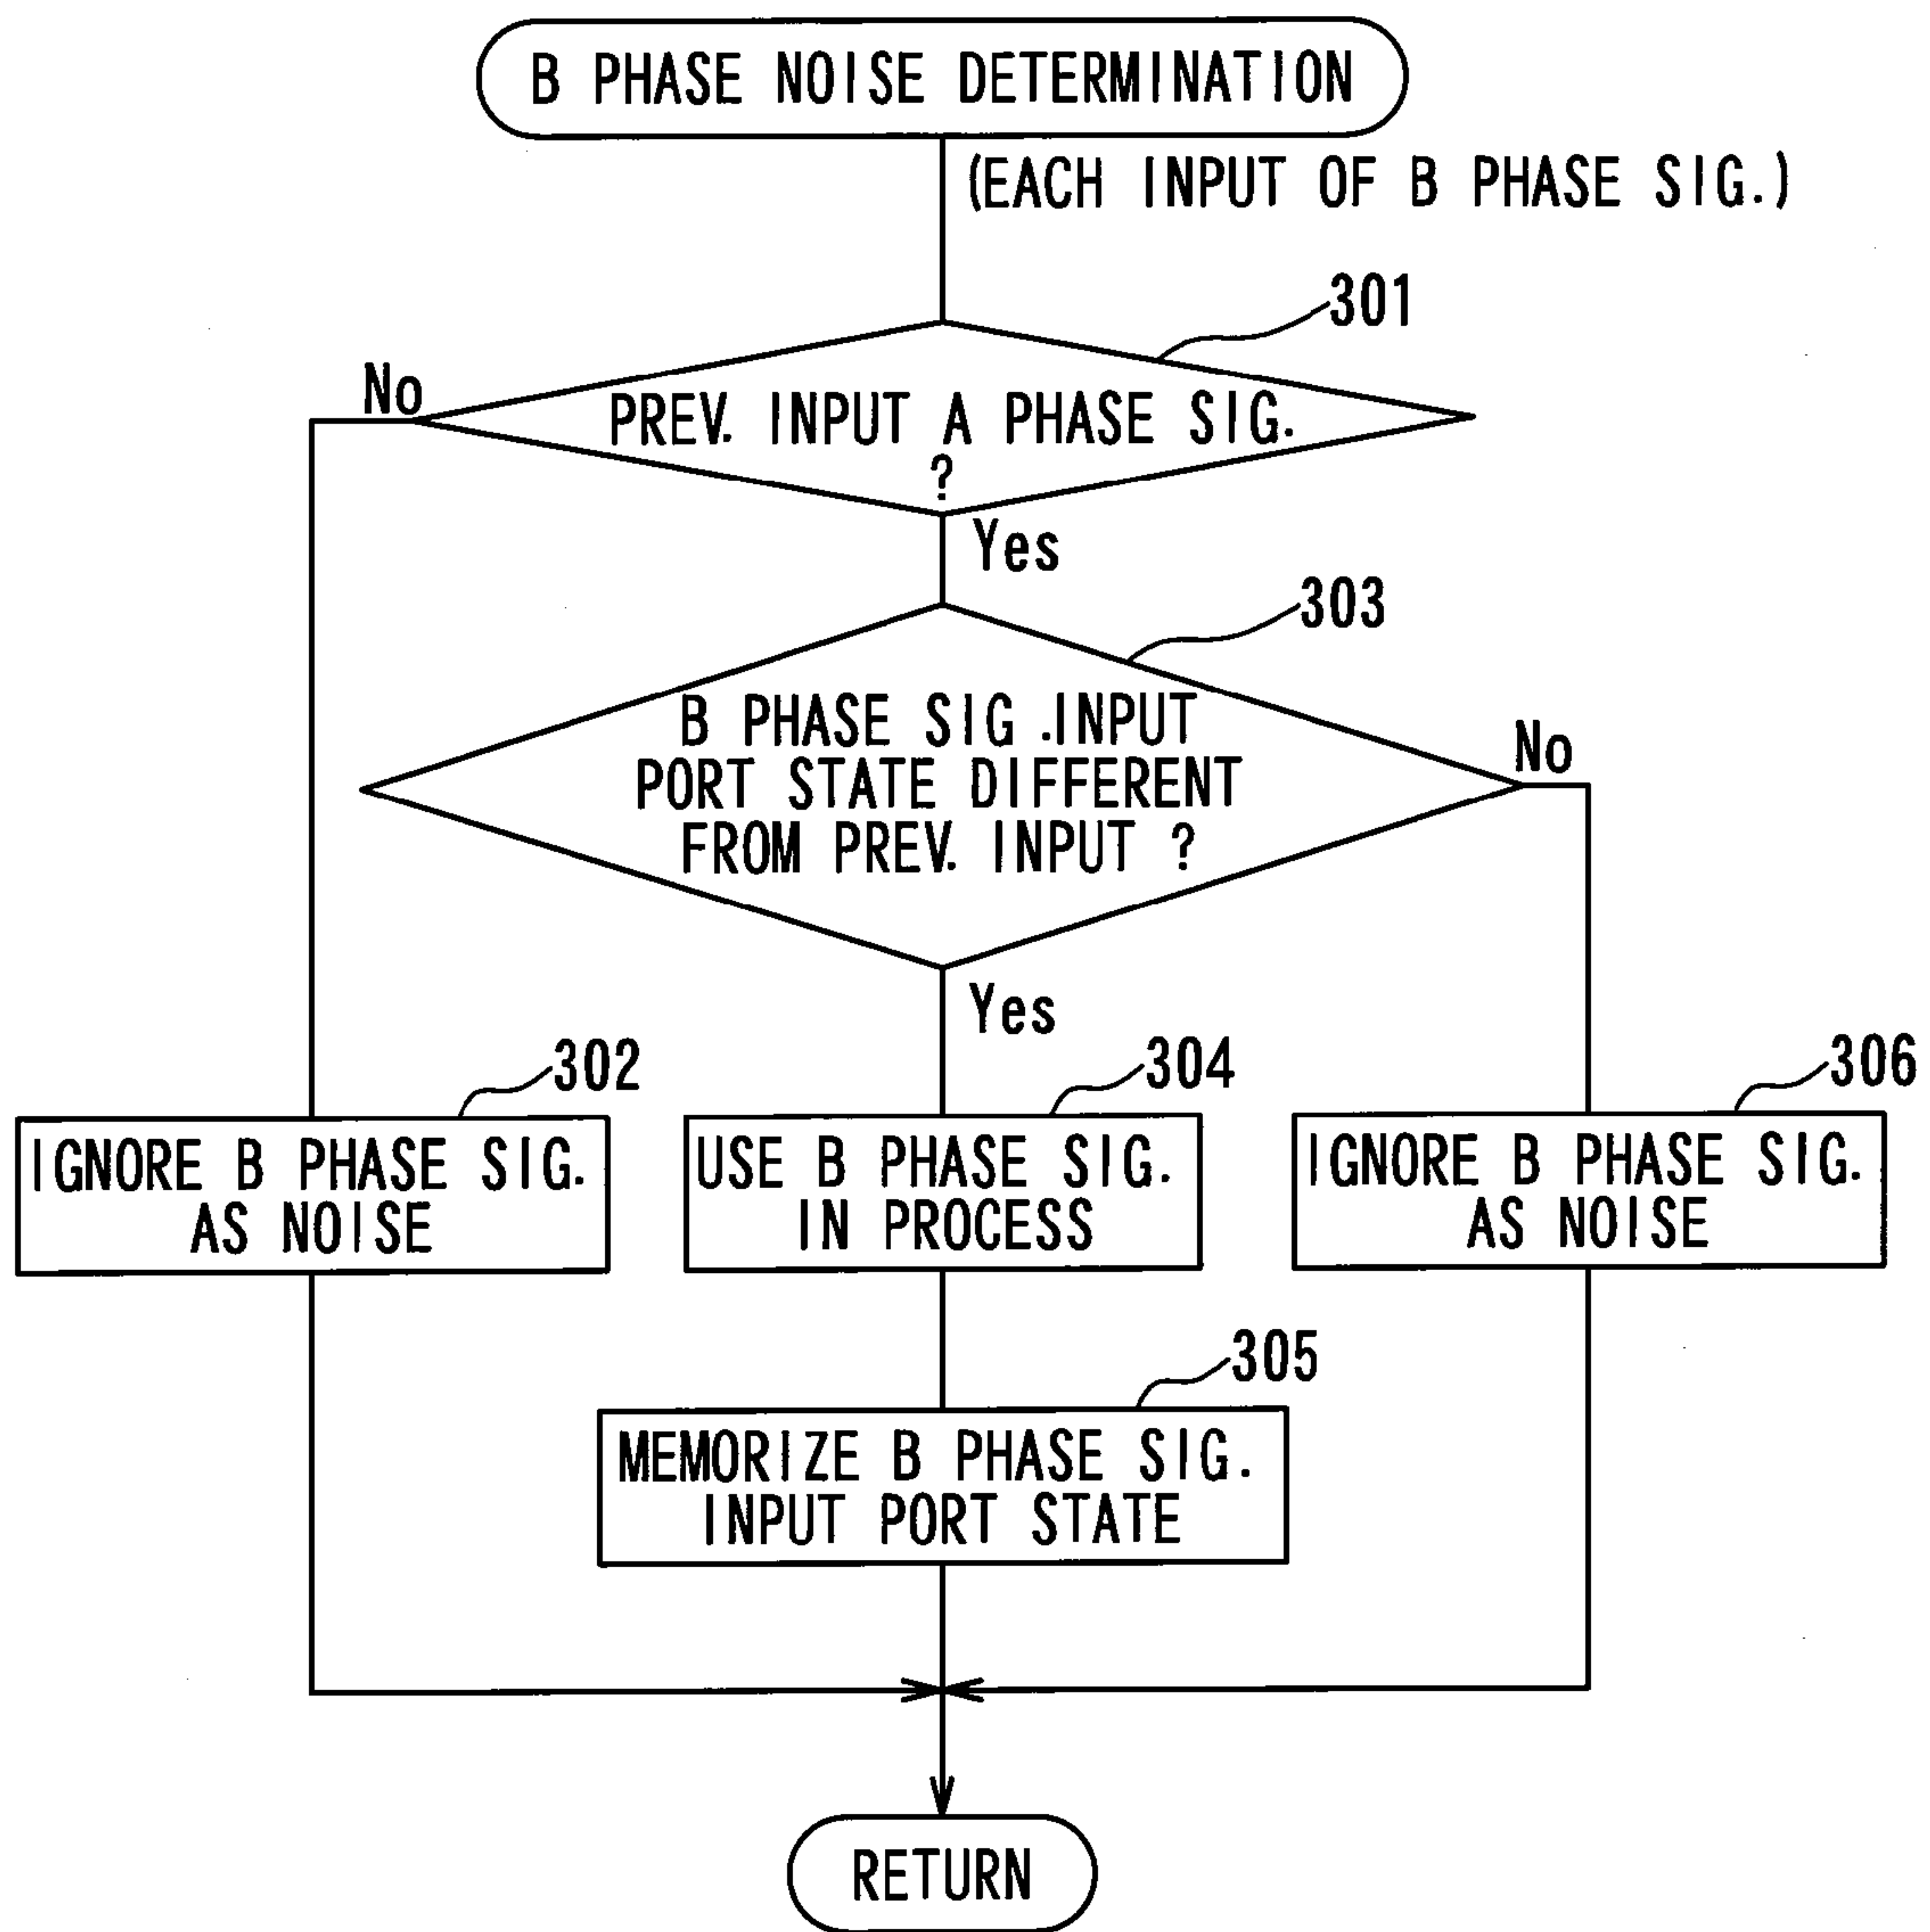 B PHASE NOISE DETERMINATION
(EACH INPUT OF B PHASE SIG.)
301
No
PREV. INPUT A PHASE SIG.
?
Yes
303
B PHASE SIG .INPUT
PORT STATE DIFFERENT
FROM PREV. INPUT ?
No
Yes
302
IGNORE B PHASE SIG.
AS NOISE
304
USE B PHASE SIG.
IN PROCESS
306
IGNORE B PHASE SIG.
AS NOISE
305
MEMORIZE B PHASE SIG.
INPUT PORT STATE
RETURN